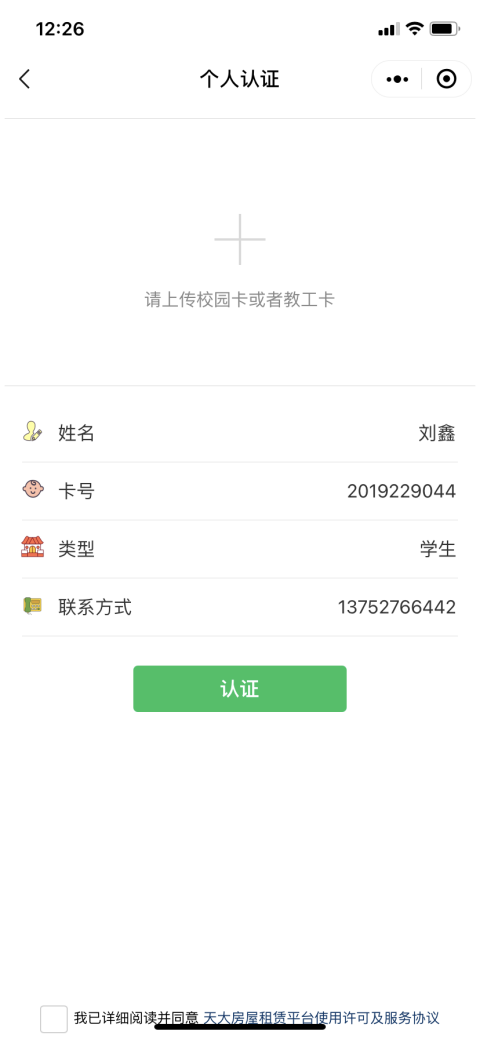 12:26
个人认证
请上传校园卡或者教工卡
姓名 刘鑫
卡号 2019229044
类型 学生
联系方式 13752766442
认证
我已详细阅读并同意 天大房屋租赁平台使用许可及服务协议